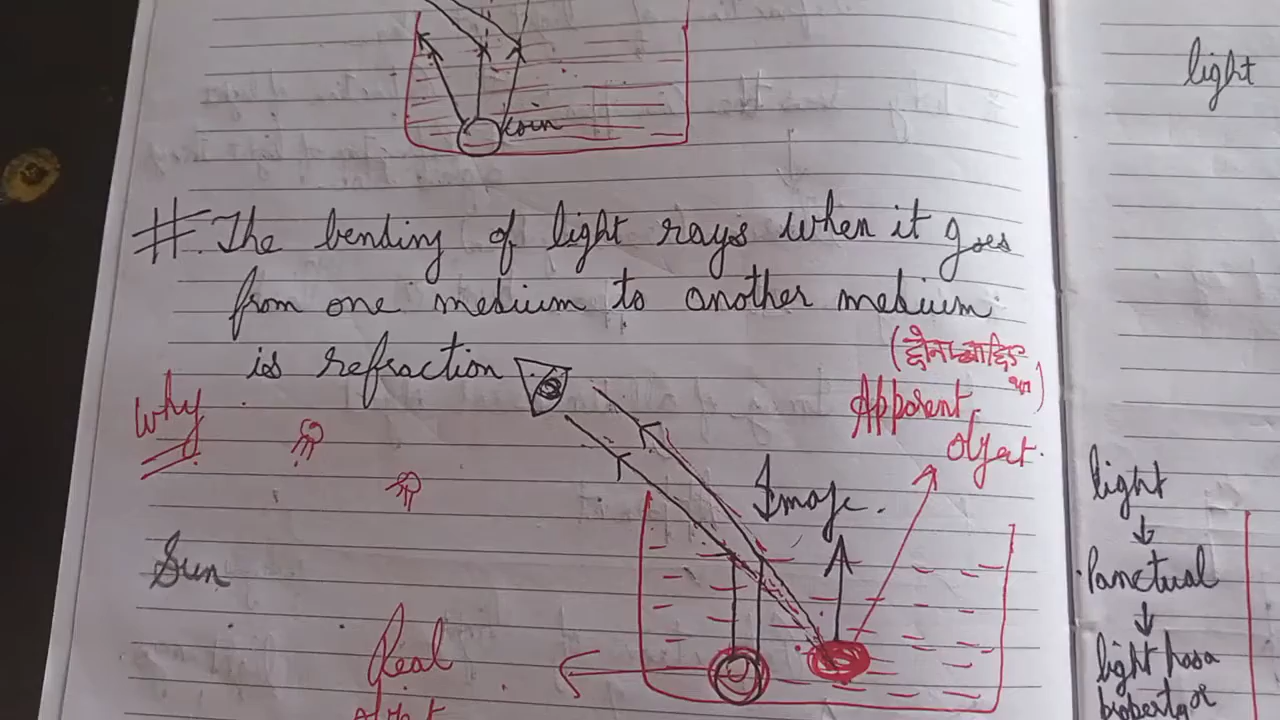 coin
# The bending of light rays when it goes
from one medium to another medium
is refraction
Why
Apparent
object.
Image.
Sun
Real
light
light
↓
Panctual
↓
light has a